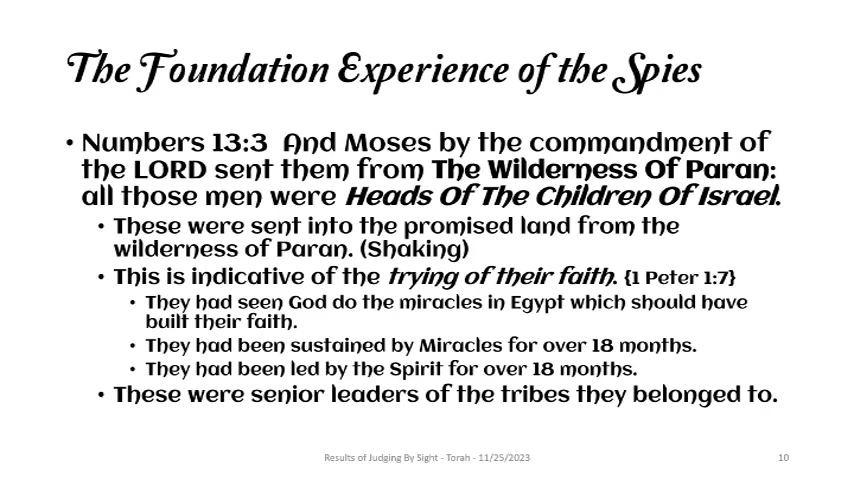 The Foundation Experience of the Spies
• Numbers 13:3 And Moses by the commandment of
the LORD sent them from The Wilderness Of Paran:
all those men were Heads Of The Children Of Israel.
• These were sent into the promised land from the
wilderness of Paran. (Shaking)
• This is indicative of the trying of their faith. {1 Peter 1:7}
• They had seen God do the miracles in Egypt which should have
built their faith.
• They had been sustained by Miracles for over 18 months.
• They had been led by the Spirit for over 18 months.
• These were senior leaders of the tribes they belonged to.
Results of Judging By Sight - Torah - 11/25/2023
10